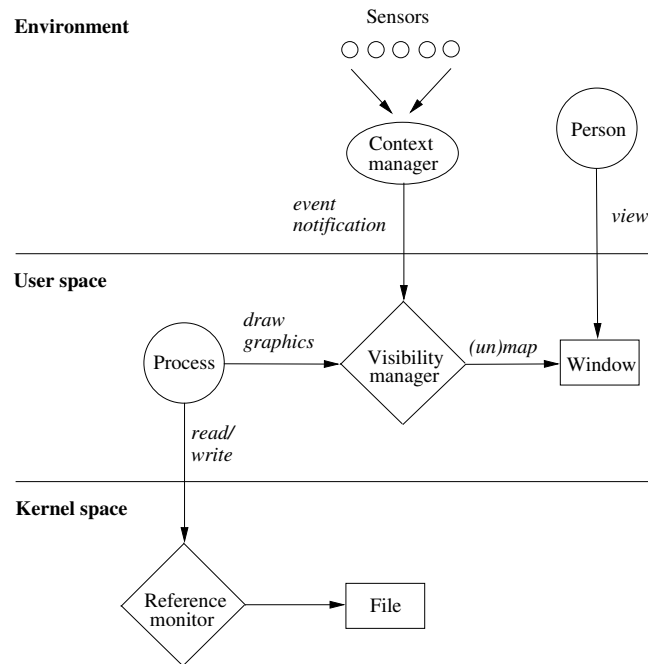 Sensors
Environment
Context
manager
Person
event
notification
view
User space
draw
graphics
Process
Visibility
manager
(un)map
Window
read/
write
Kernel space
Reference
monitor
File